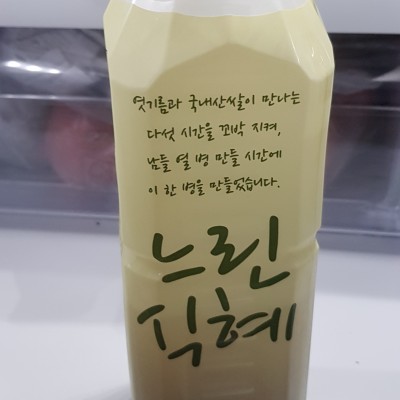 엿기름과 국내산쌀이 만나는
다섯 시간을 꼬박 지켜,
남들 열 병 만들 시간에
이 한 병을 만들었습니다.
느린
식혜